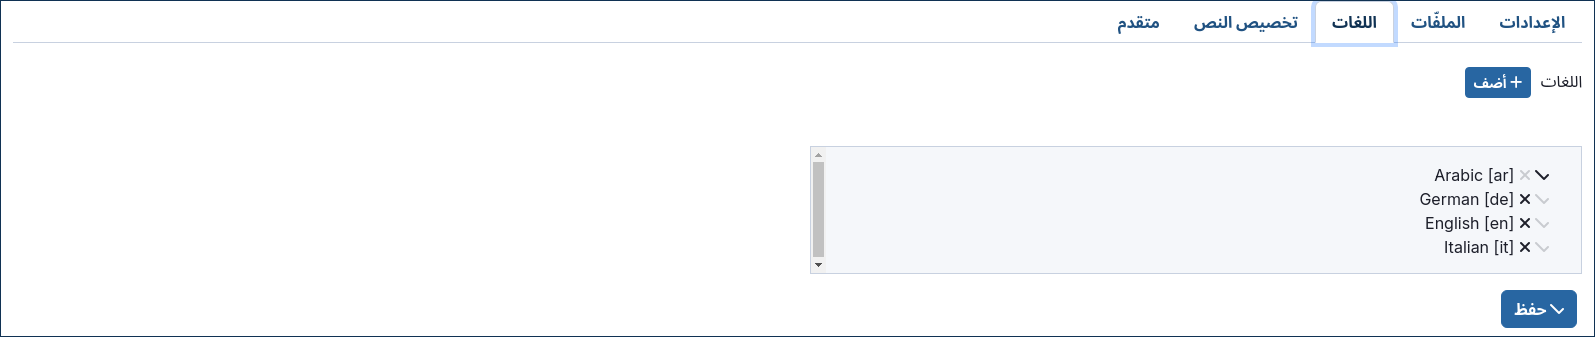 الإعدادات الملفّات اللغات تخصيص النص متقدم
اللغات + أضف
Arabic [ar]
German [de]
English [en]
Italian [it]
حفظ